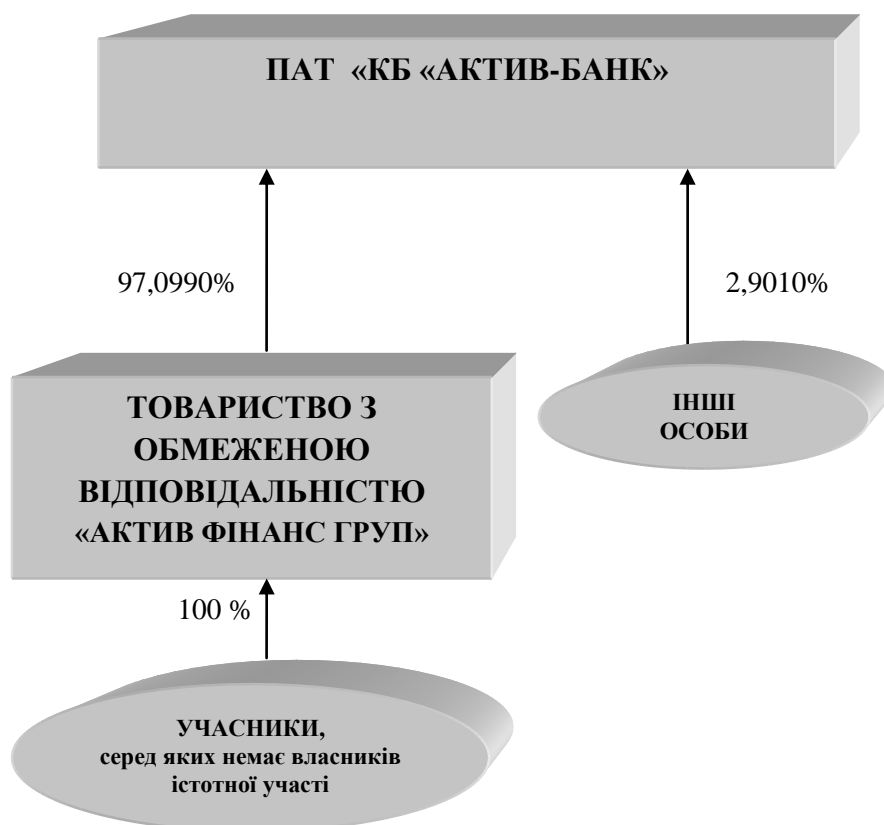 ПАТ «КБ «АКТИВ-БАНК»
97,0990%
2,9010%
ТОВАРИСТВО З
ОБМЕЖЕНОЮ
ВІДПОВІДАЛЬНІСТЮ
«АКТИВ ФІНАНС ГРУП»
ІНШІ
ОСОБИ
100 %
УЧАСНИКИ,
серед яких немає власників
істотної участі